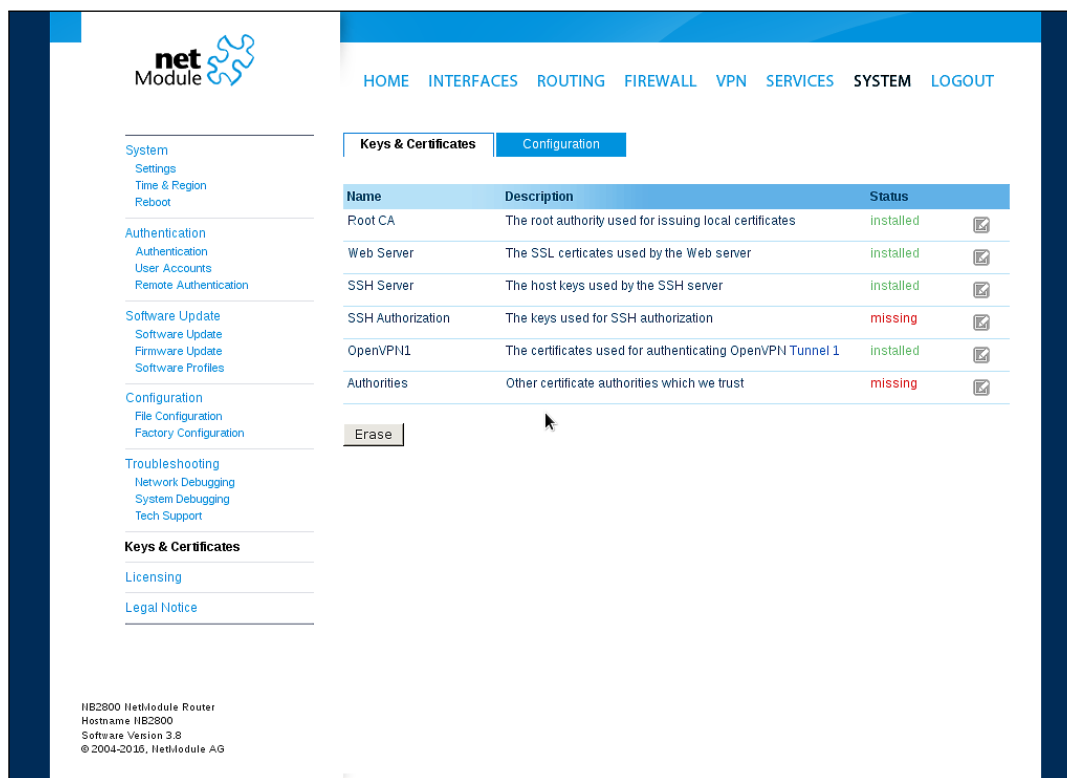 net
Module
HOME INTERFACES ROUTING FIREWALL VPN SERVICES SYSTEM LOGOUT
System
Settings
Time & Region
Reboot
Authentication
Authentication
User Accounts
Remote Authentication
Software Update
Software Update
Firmware Update
Software Profiles
Configuration
File Configuration
Factory Configuration
Troubleshooting
Network Debugging
System Debugging
Tech Support
Keys & Certificates
Licensing
Legal Notice
Keys & Certificates Configuration
Name Description Status
Root CA The root authority used for issuing local certificates installed
Web Server The SSL certicates used by the Web server installed
SSH Server The host keys used by the SSH server installed
SSH Authorization The keys used for SSH authorization missing
OpenVPN1 The certificates used for authenticating OpenVPN Tunnel 1 installed
Authorities Other certificate authorities which we trust missing
Erase
NB2800 NetModule Router
Hostname NB2800
Software Version 3.8
© 2004-2016, NetModule AG